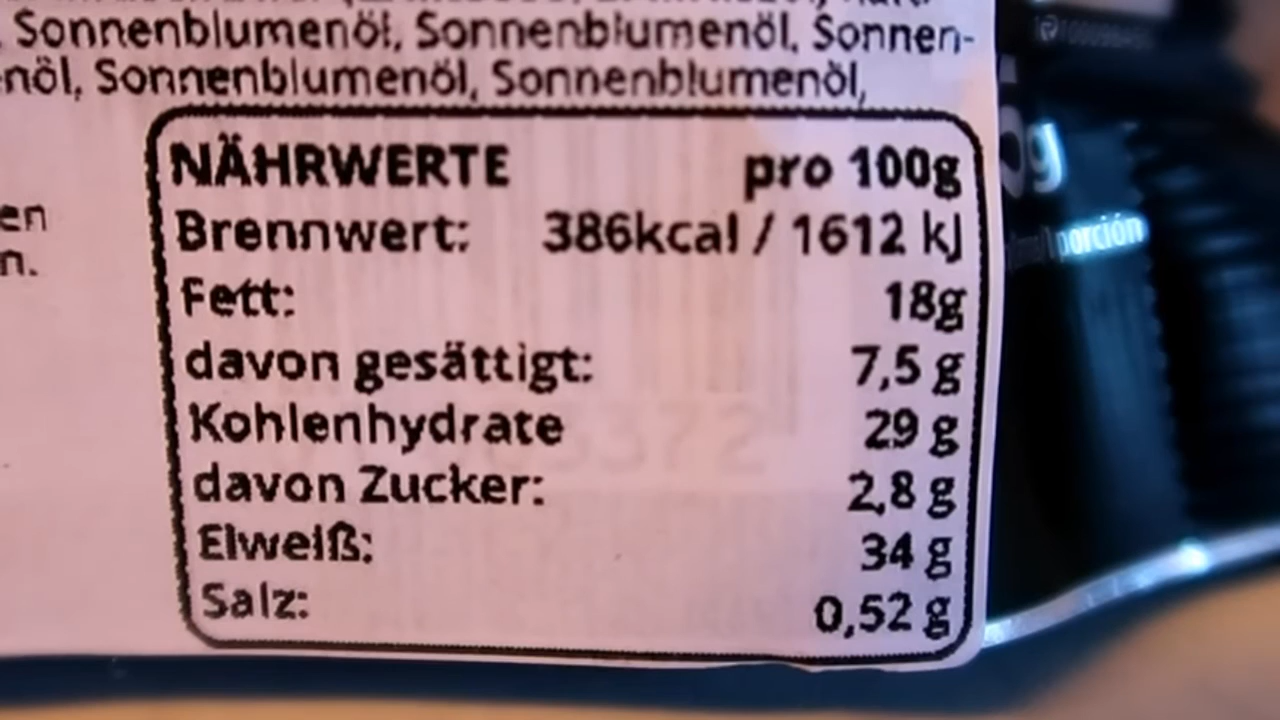 Sonnenblumenöl, Sonnenblumenöl, Sonnen-
nöl, Sonnenblumenöl, Sonnenblumenöl,
en
n.
NÄHRWERTE pro 100g
Brennwert: 386kcal / 1612 kJ
Fett: 18g
davon gesättigt: 7,5 g
Kohlenhydrate 29 g
davon Zucker: 2,8 g
Eiweiß: 34 g
Salz: 0,52 g
g
porción